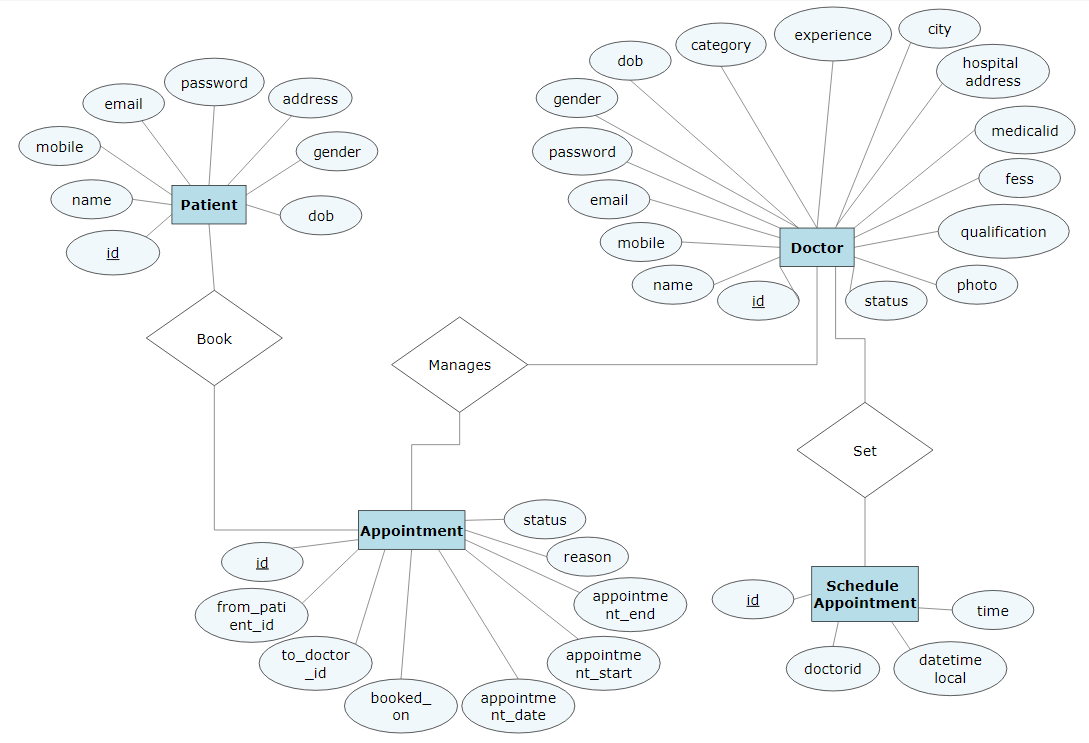 password
email
address
mobile
gender
name
Patient
dob
id
Book
experience
city
category
dob
hospital
address
gender
medicalid
password
fess
email
qualification
mobile
Doctor
name
photo
id
status
Manages
Set
Appointment
status
reason
id
appointme
nt_end
from_pati
ent_id
to_doctor
_id
appointme
nt_start
booked_
on
appointme
nt_date
Schedule
Appointment
id
time
doctorid
datetime
local